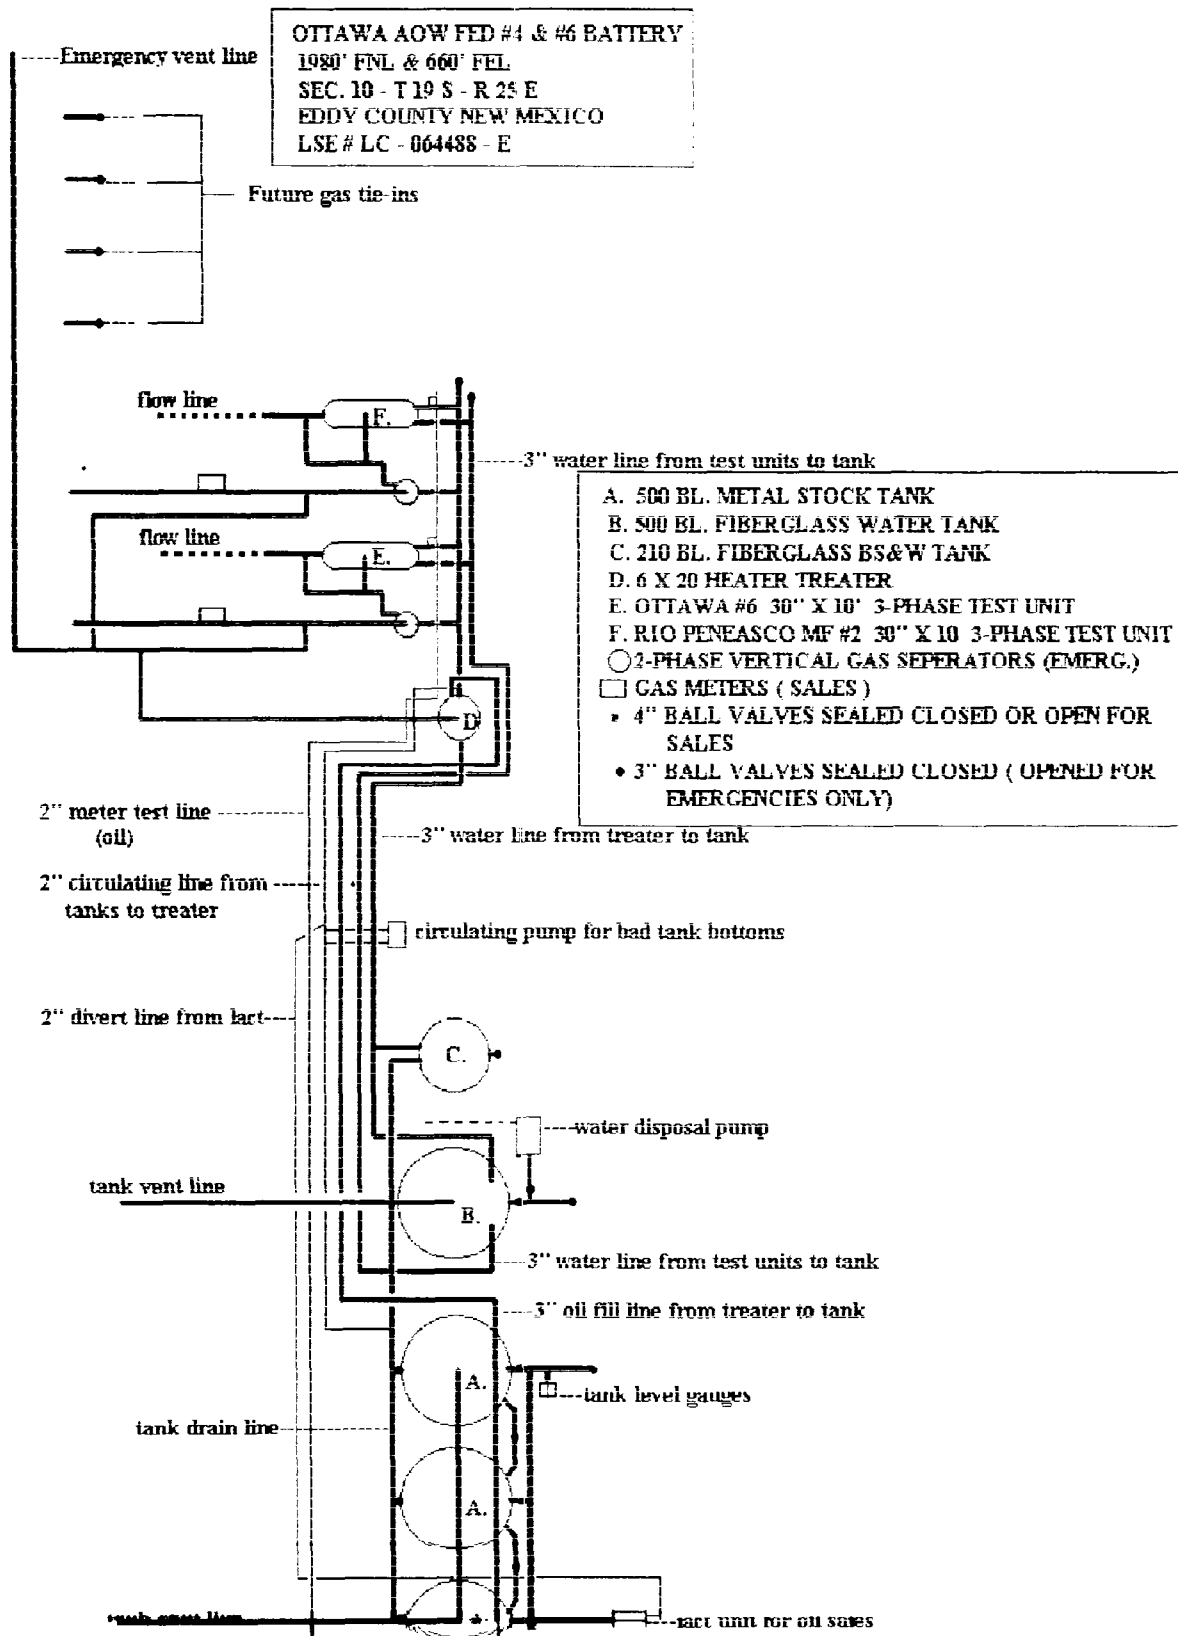 OTTAWA AOW FED #4 & #6 BATTERY
1980' FNL & 660' FEL
SEC. 10 - T 19 S - R 25 E
EDDY COUNTY NEW MEXICO
LSE # LC - 064488 - E
Emergency vent line
Future gas tie-ins
flow line
F.
3" water line from test units to tank
flow line
E.
A. 500 BL. METAL STOCK TANK
B. 500 BL. FIBERGLASS WATER TANK
C. 210 BL. FIBERGLASS BS&W TANK
D. 6 X 20 HEATER TREATER
E. OTTAWA #6 30" X 10' 3-PHASE TEST UNIT
F. RIO PENEASCO MF #2 30" X 10 3-PHASE TEST UNIT
2-PHASE VERTICAL GAS SEPERATORS (EMERG.)
GAS METERS ( SALES )
4" BALL VALVES SEALED CLOSED OR OPEN FOR
SALES
3" BALL VALVES SEALED CLOSED ( OPENED FOR
EMERGENCIES ONLY)
D
2" meter test line
(oil)
3" water line from treater to tank
2" circulating line from
tanks to treater
circulating pump for bad tank bottoms
2" divert line from lact
C.
water disposal pump
tank vent line
B.
3" water line from test units to tank
3" oil fill line from treater to tank
A.
tank level gauges
tank drain line
A.
lact unit for oil sales